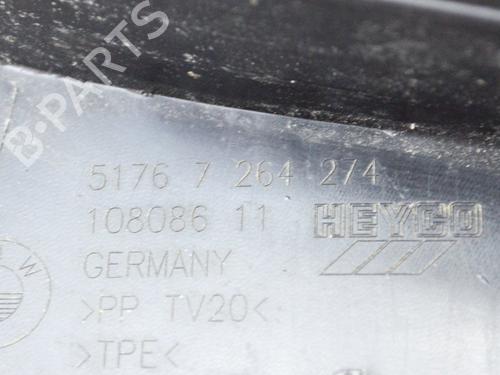 B-PARTS
5176 7 264 274
108086 11 HEYCO
GERMANY
>PP TV20<
>TPE<